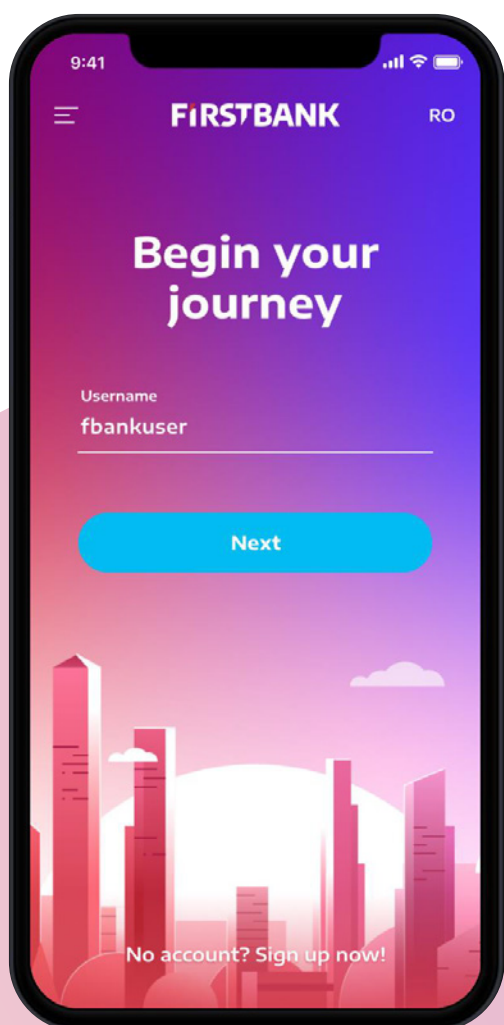 9:41
FiRSTBANK
RO
Begin your
journey
Username
fbankuser
Next
No account? Sign up now!